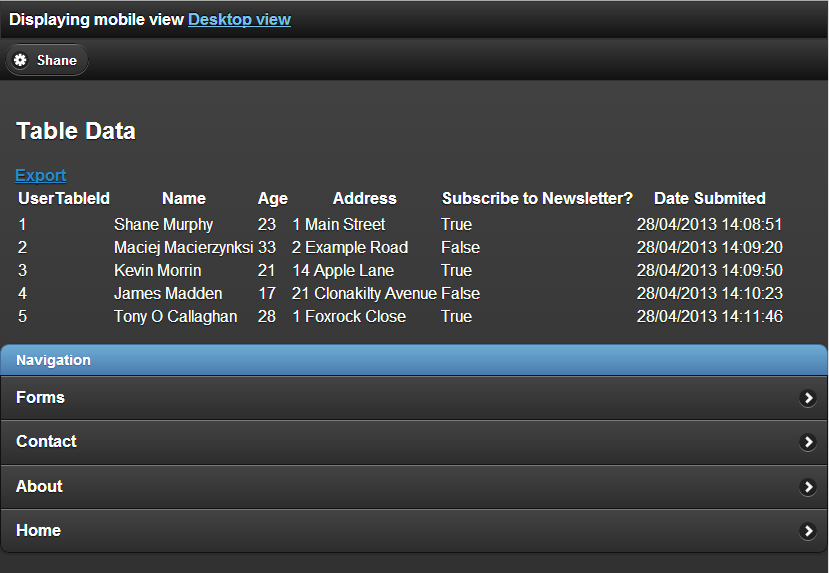 Displaying mobile view Desktop view
Shane
Table Data
Export
UserTableId Name Age Address Subscribe to Newsletter? Date Submited
1 Shane Murphy 23 1 Main Street True 28/04/2013 14:08:51
2 Maciej Macierzynksi 33 2 Example Road False 28/04/2013 14:09:20
3 Kevin Morrin 21 14 Apple Lane True 28/04/2013 14:09:50
4 James Madden 17 21 Clonakilty Avenue False 28/04/2013 14:10:23
5 Tony O Callaghan 28 1 Foxrock Close True 28/04/2013 14:11:46
Navigation
Forms
Contact
About
Home